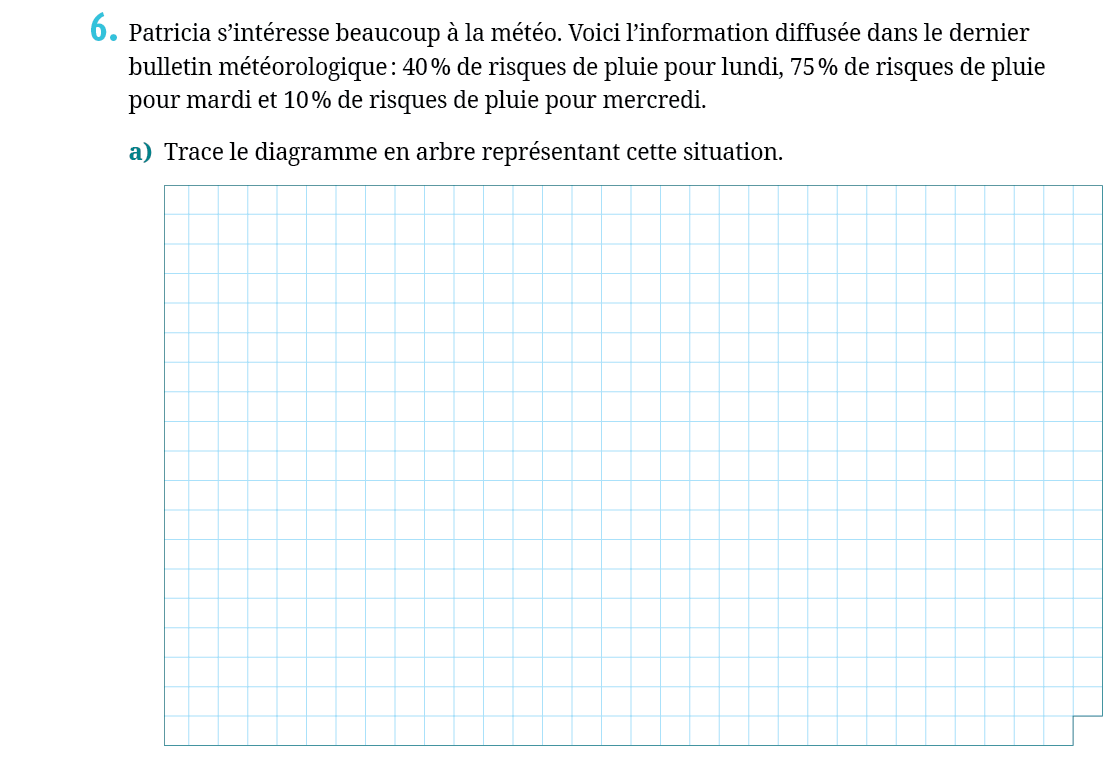 6. Patricia s’intéresse beaucoup à la météo. Voici l’information diffusée dans le dernier
bulletin météorologique : 40 % de risques de pluie pour lundi, 75 % de risques de pluie
pour mardi et 10 % de risques de pluie pour mercredi.
a) Trace le diagramme en arbre représentant cette situation.